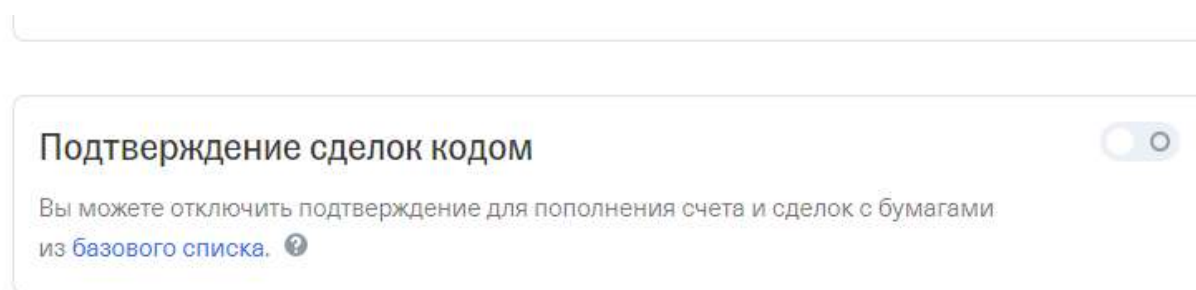 Подтверждение сделок кодом
Вы можете отключить подтверждение для пополнения счета и сделок с бумагами
из базового списка.